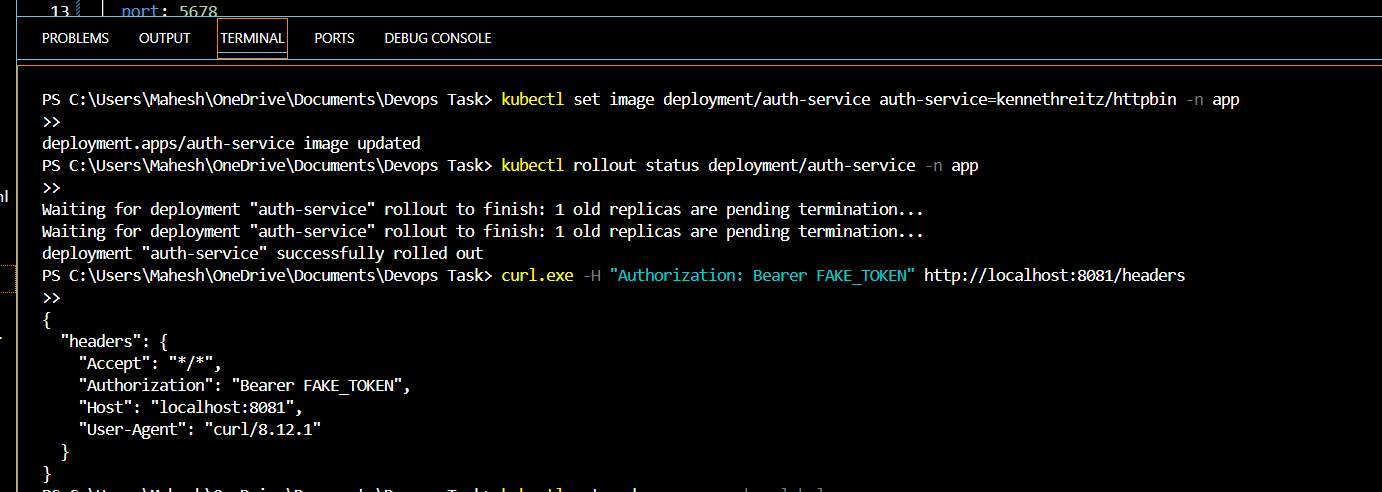 13 port: 5678
PROBLEMS OUTPUT TERMINAL PORTS DEBUG CONSOLE
PS C:\Users\Mahesh\OneDrive\Documents\Devops Task> kubectl set image deployment/auth-service auth-service=kennethreitz/httpbin -n app
>>
deployment.apps/auth-service image updated
PS C:\Users\Mahesh\OneDrive\Documents\Devops Task> kubectl rollout status deployment/auth-service -n app
>>
Waiting for deployment "auth-service" rollout to finish: 1 old replicas are pending termination...
Waiting for deployment "auth-service" rollout to finish: 1 old replicas are pending termination...
deployment "auth-service" successfully rolled out
PS C:\Users\Mahesh\OneDrive\Documents\Devops Task> curl.exe -H "Authorization: Bearer FAKE_TOKEN" http://localhost:8081/headers
>>
{
  "headers": {
    "Accept": "*/*",
    "Authorization": "Bearer FAKE_TOKEN",
    "Host": "localhost:8081",
    "User-Agent": "curl/8.12.1"
  }
}